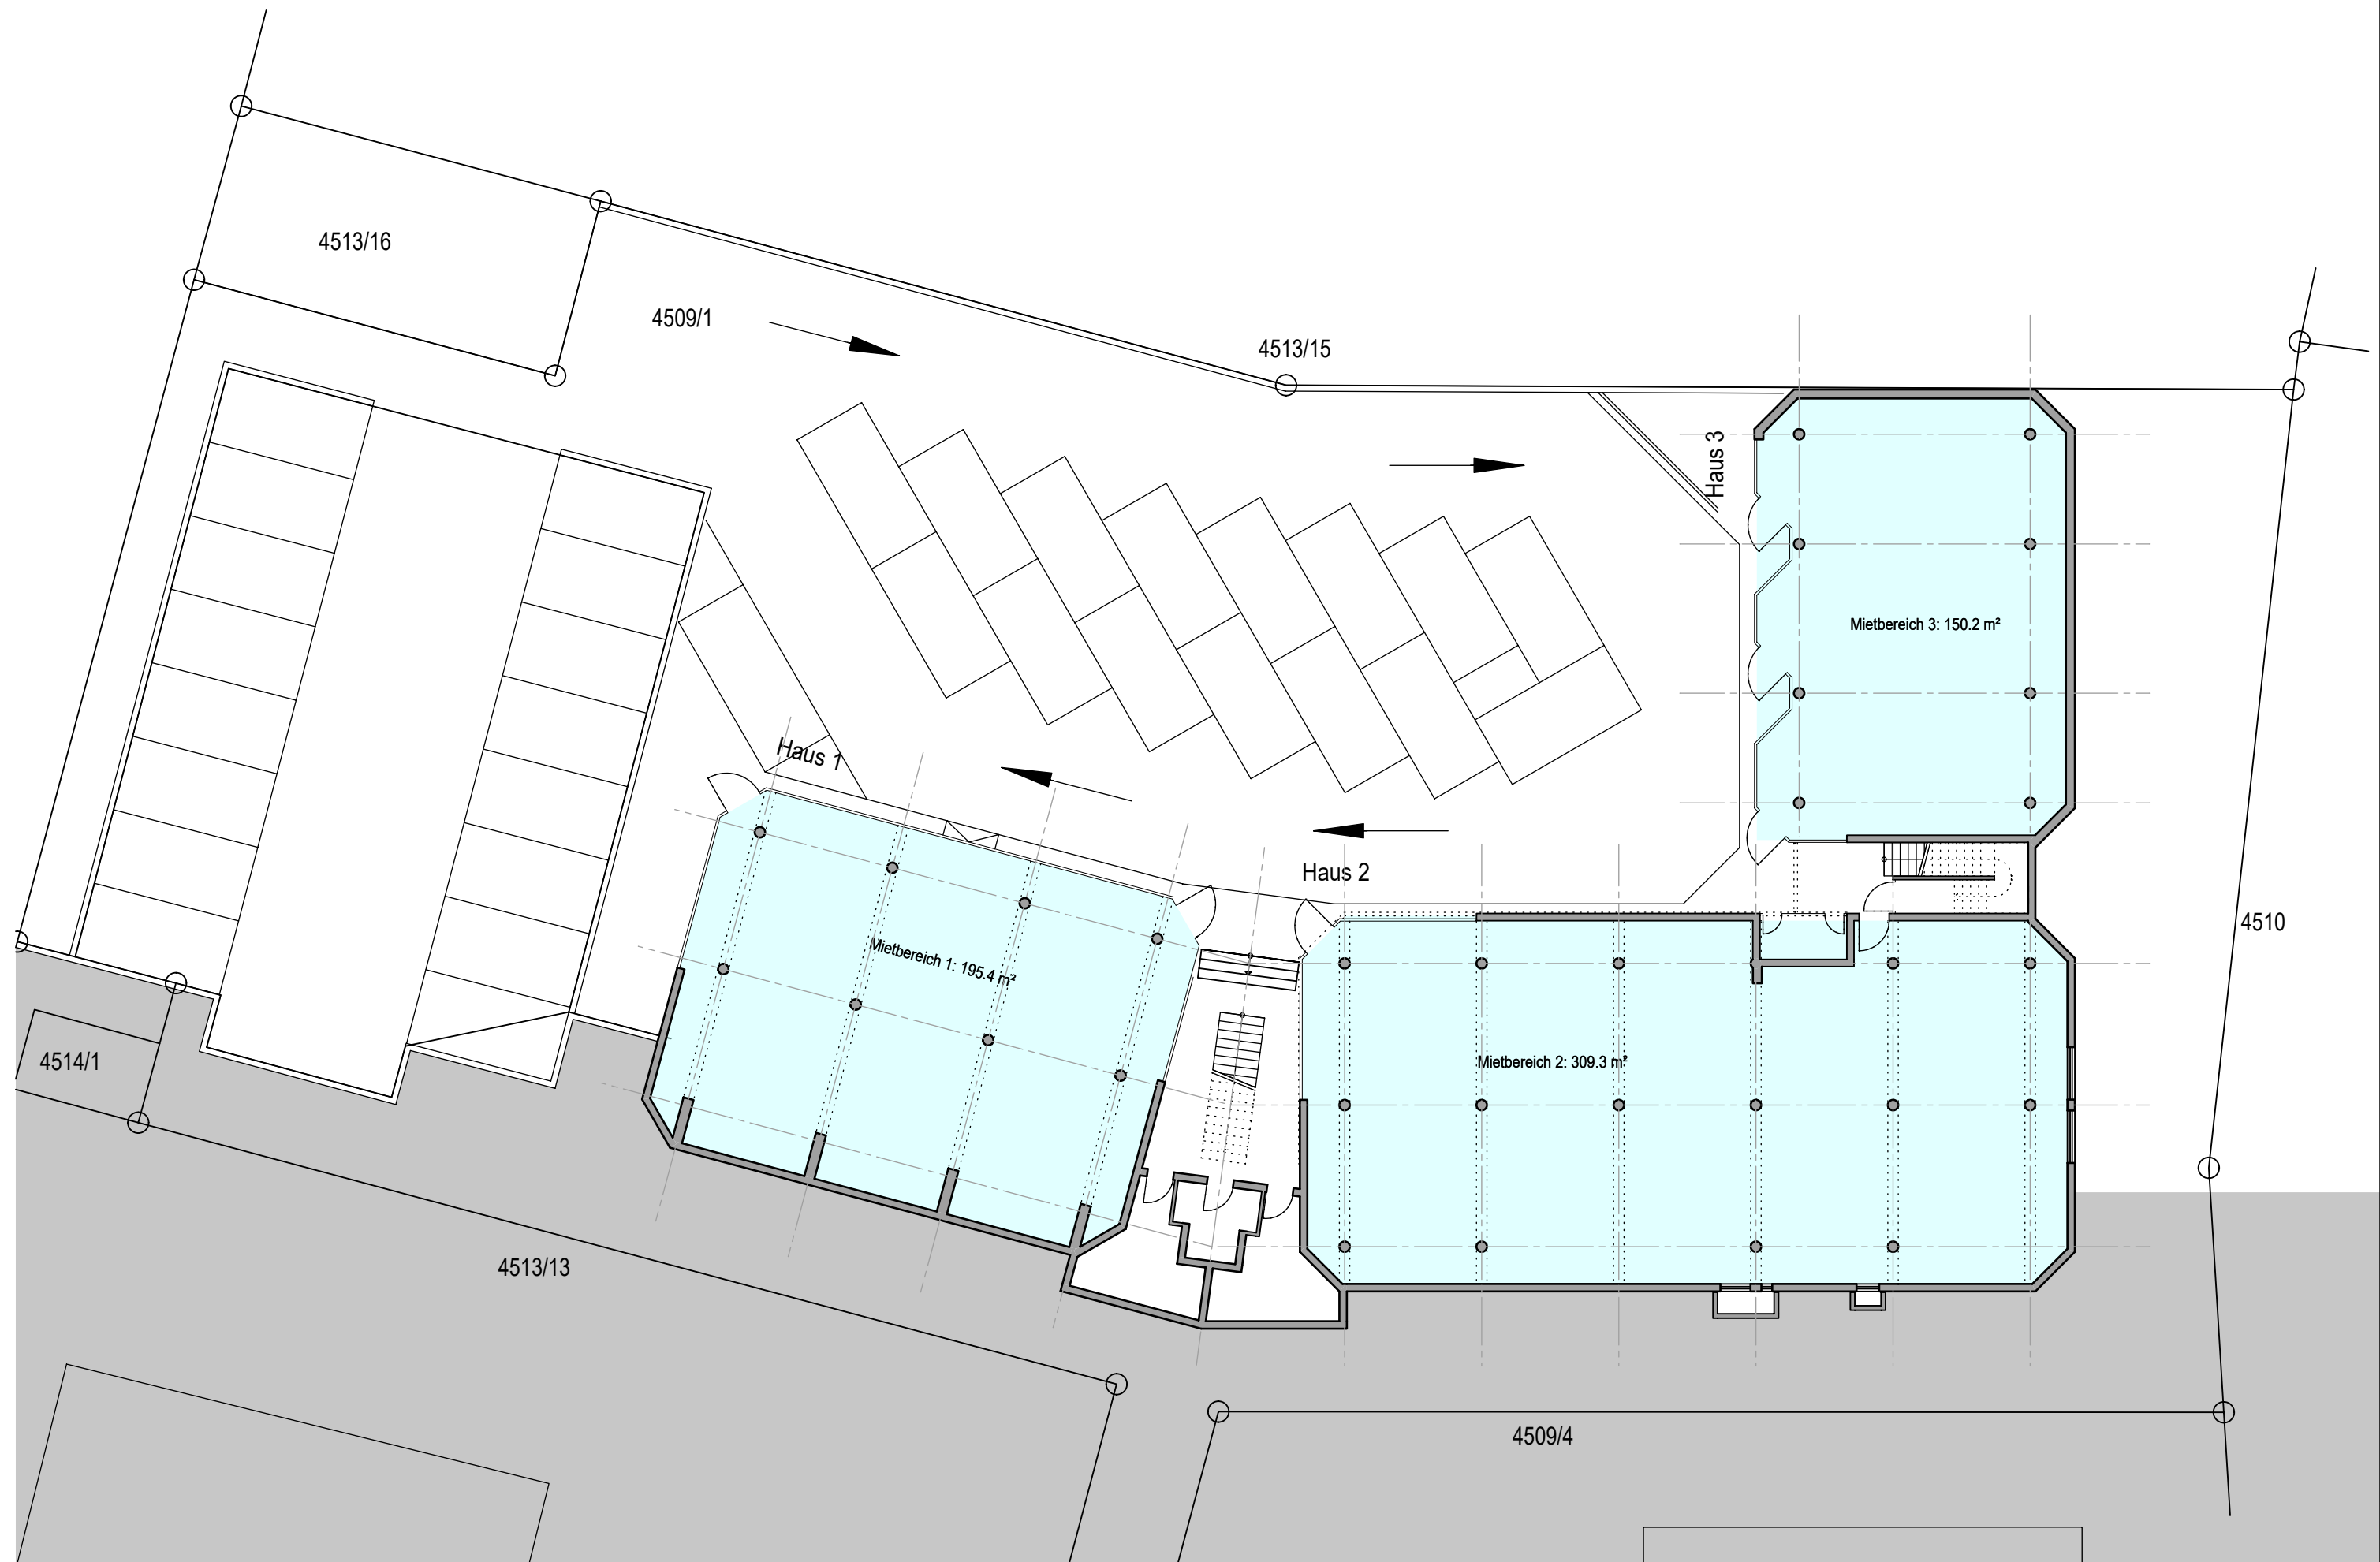 4513/16
4509/1
4513/15
Haus 3
Mietbereich 3: 150.2 m²
Haus 1
Haus 2
4510
Mietbereich 1: 195.4 m²
Mietbereich 2: 309.3 m²
4514/1
4513/13
4509/4